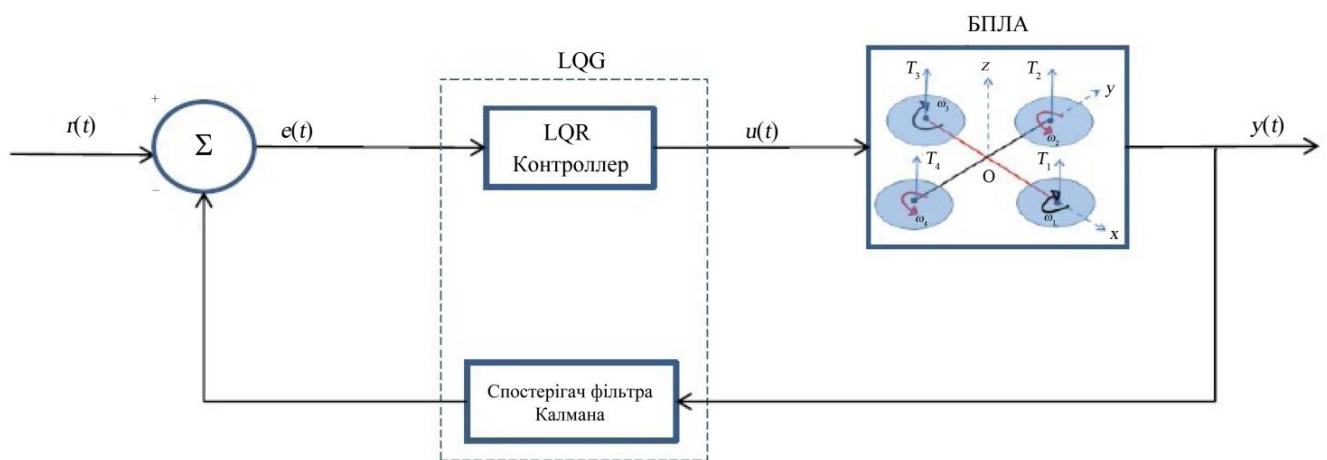 БПЛА
LQG
T3 z T2
y
ω3
ω2
r(t)
+
Σ
−
e(t)
LQR
Контроллер
u(t)
y(t)
T4 T1
O
ω4 ω1
x
Спостерігач фільтра
Калмана